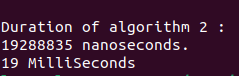 Duration of algorithm 2 :
19288835 nanoseconds.
19 MilliSeconds